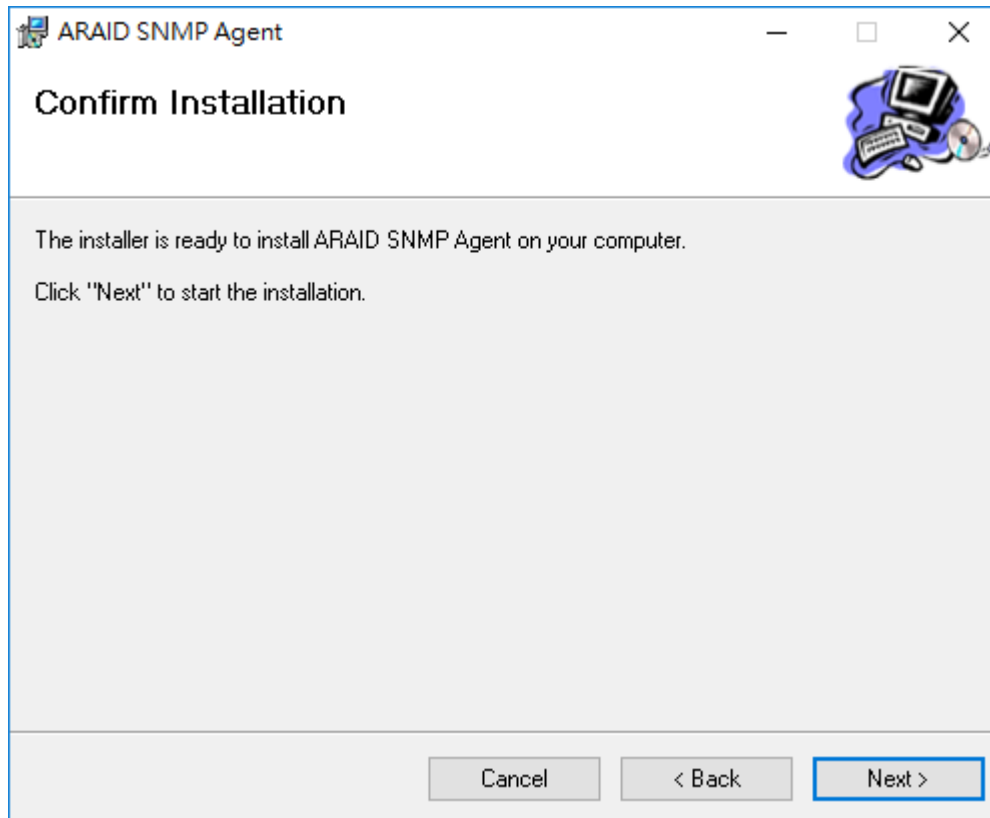 ARAID SNMP Agent
Confirm Installation
The installer is ready to install ARAID SNMP Agent on your computer.
Click "Next" to start the installation.
Cancel
< Back
Next >